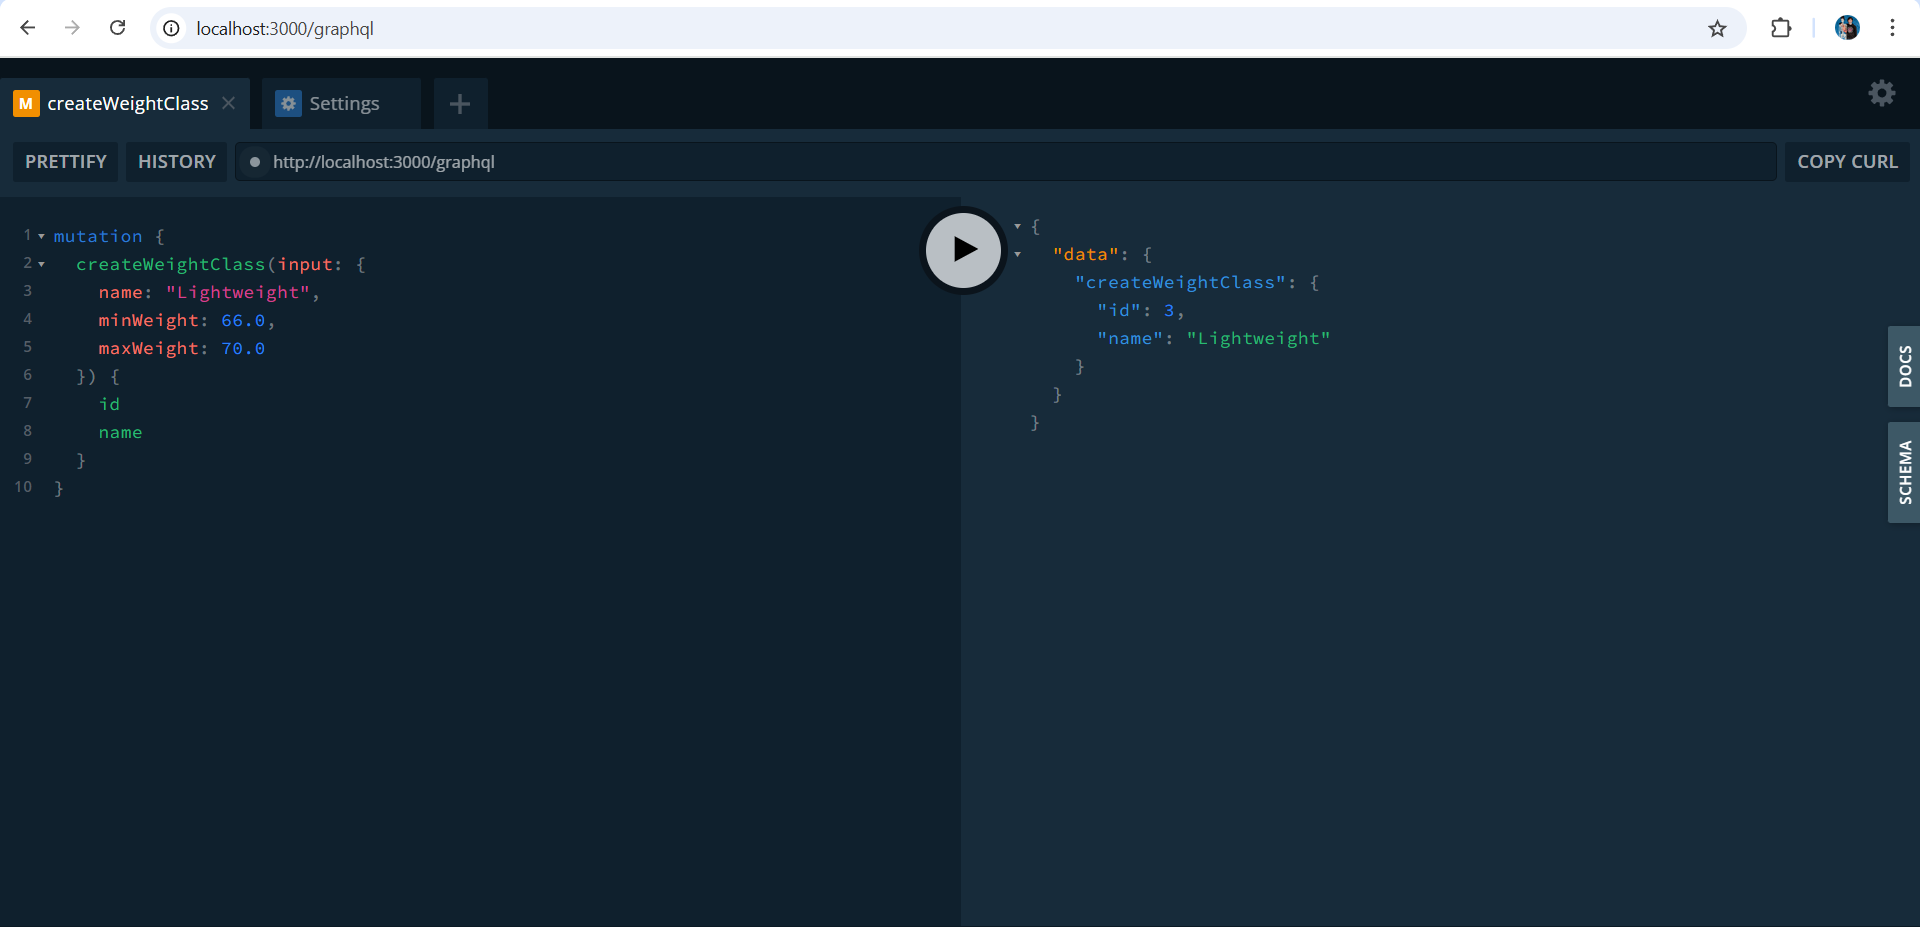 localhost:3000/graphql
M createWeightClass
Settings
PRETTIFY
HISTORY
http://localhost:3000/graphql
COPY CURL
1 mutation {
2 createWeightClass(input: {
3 name: "Lightweight",
4 minWeight: 66.0,
5 maxWeight: 70.0
6 }) {
7 id
8 name
9 }
10 }
{
"data": {
"createWeightClass": {
"id": 3,
"name": "Lightweight"
}
}
}
DOCS
SCHEMA